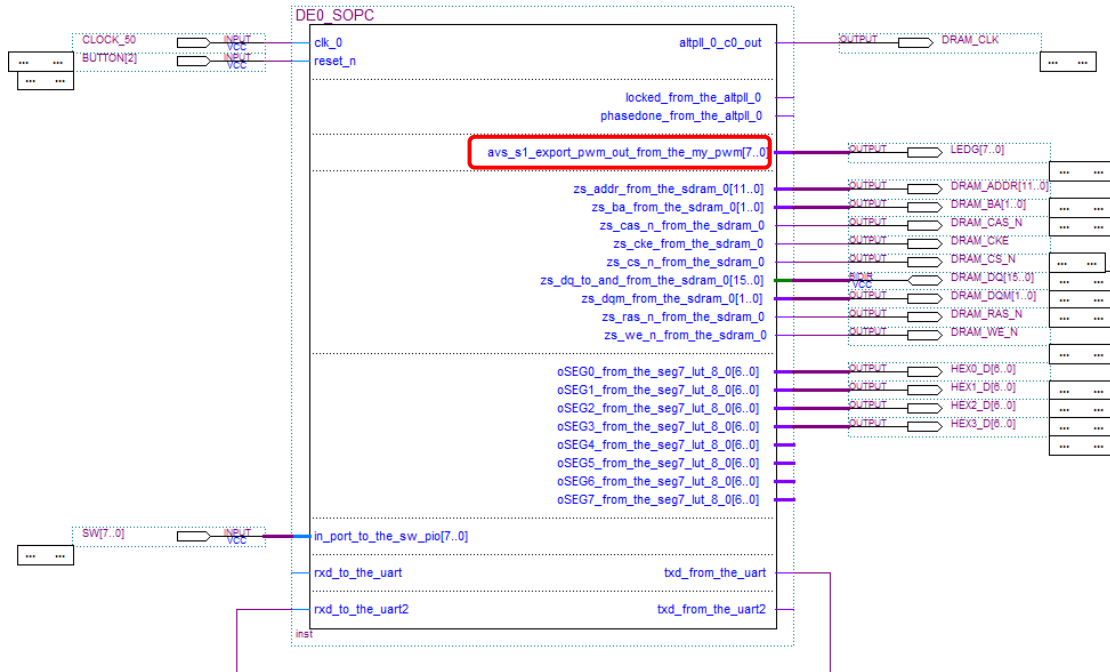 DE0_SOPC
CLOCK_50 INPUT VCC clk_0 altpll_0_c0_out OUTPUT DRAM_CLK
BUTTON[2] INPUT VCC reset_n
... ...
... ...
... ...
locked_from_the_altpll_0
phasedone_from_the_altpll_0
avs_s1_export_pwm_out_from_the_my_pwm[7..0] OUTPUT LEDG[7..0]
... ...
zs_addr_from_the_sdram_0[11..0] OUTPUT DRAM_ADDR[11..0]
zs_ba_from_the_sdram_0[1..0] OUTPUT DRAM_BA[1..0]
... ...
zs_cas_n_from_the_sdram_0 OUTPUT DRAM_CAS_N
... ...
zs_cke_from_the_sdram_0 OUTPUT DRAM_CKE
zs_cs_n_from_the_sdram_0 OUTPUT DRAM_CS_N
... ...
zs_dq_to_and_from_the_sdram_0[15..0] BIDIR VCC DRAM_DQ[15..0]
... ...
zs_dqm_from_the_sdram_0[1..0] OUTPUT DRAM_DQM[1..0]
... ...
zs_ras_n_from_the_sdram_0 OUTPUT DRAM_RAS_N
... ...
zs_we_n_from_the_sdram_0 OUTPUT DRAM_WE_N
... ...
oSEG0_from_the_seg7_lut_8_0[6..0] OUTPUT HEX0_D[6..0]
oSEG1_from_the_seg7_lut_8_0[6..0] OUTPUT HEX1_D[6..0]
... ...
oSEG2_from_the_seg7_lut_8_0[6..0] OUTPUT HEX2_D[6..0]
... ...
oSEG3_from_the_seg7_lut_8_0[6..0] OUTPUT HEX3_D[6..0]
... ...
oSEG4_from_the_seg7_lut_8_0[6..0]
... ...
oSEG5_from_the_seg7_lut_8_0[6..0]
oSEG6_from_the_seg7_lut_8_0[6..0]
oSEG7_from_the_seg7_lut_8_0[6..0]
SW[7..0] INPUT VCC in_port_to_the_sw_pio[7..0]
... ...
rxd_to_the_uart txd_from_the_uart
rxd_to_the_uart2 txd_from_the_uart2
inst